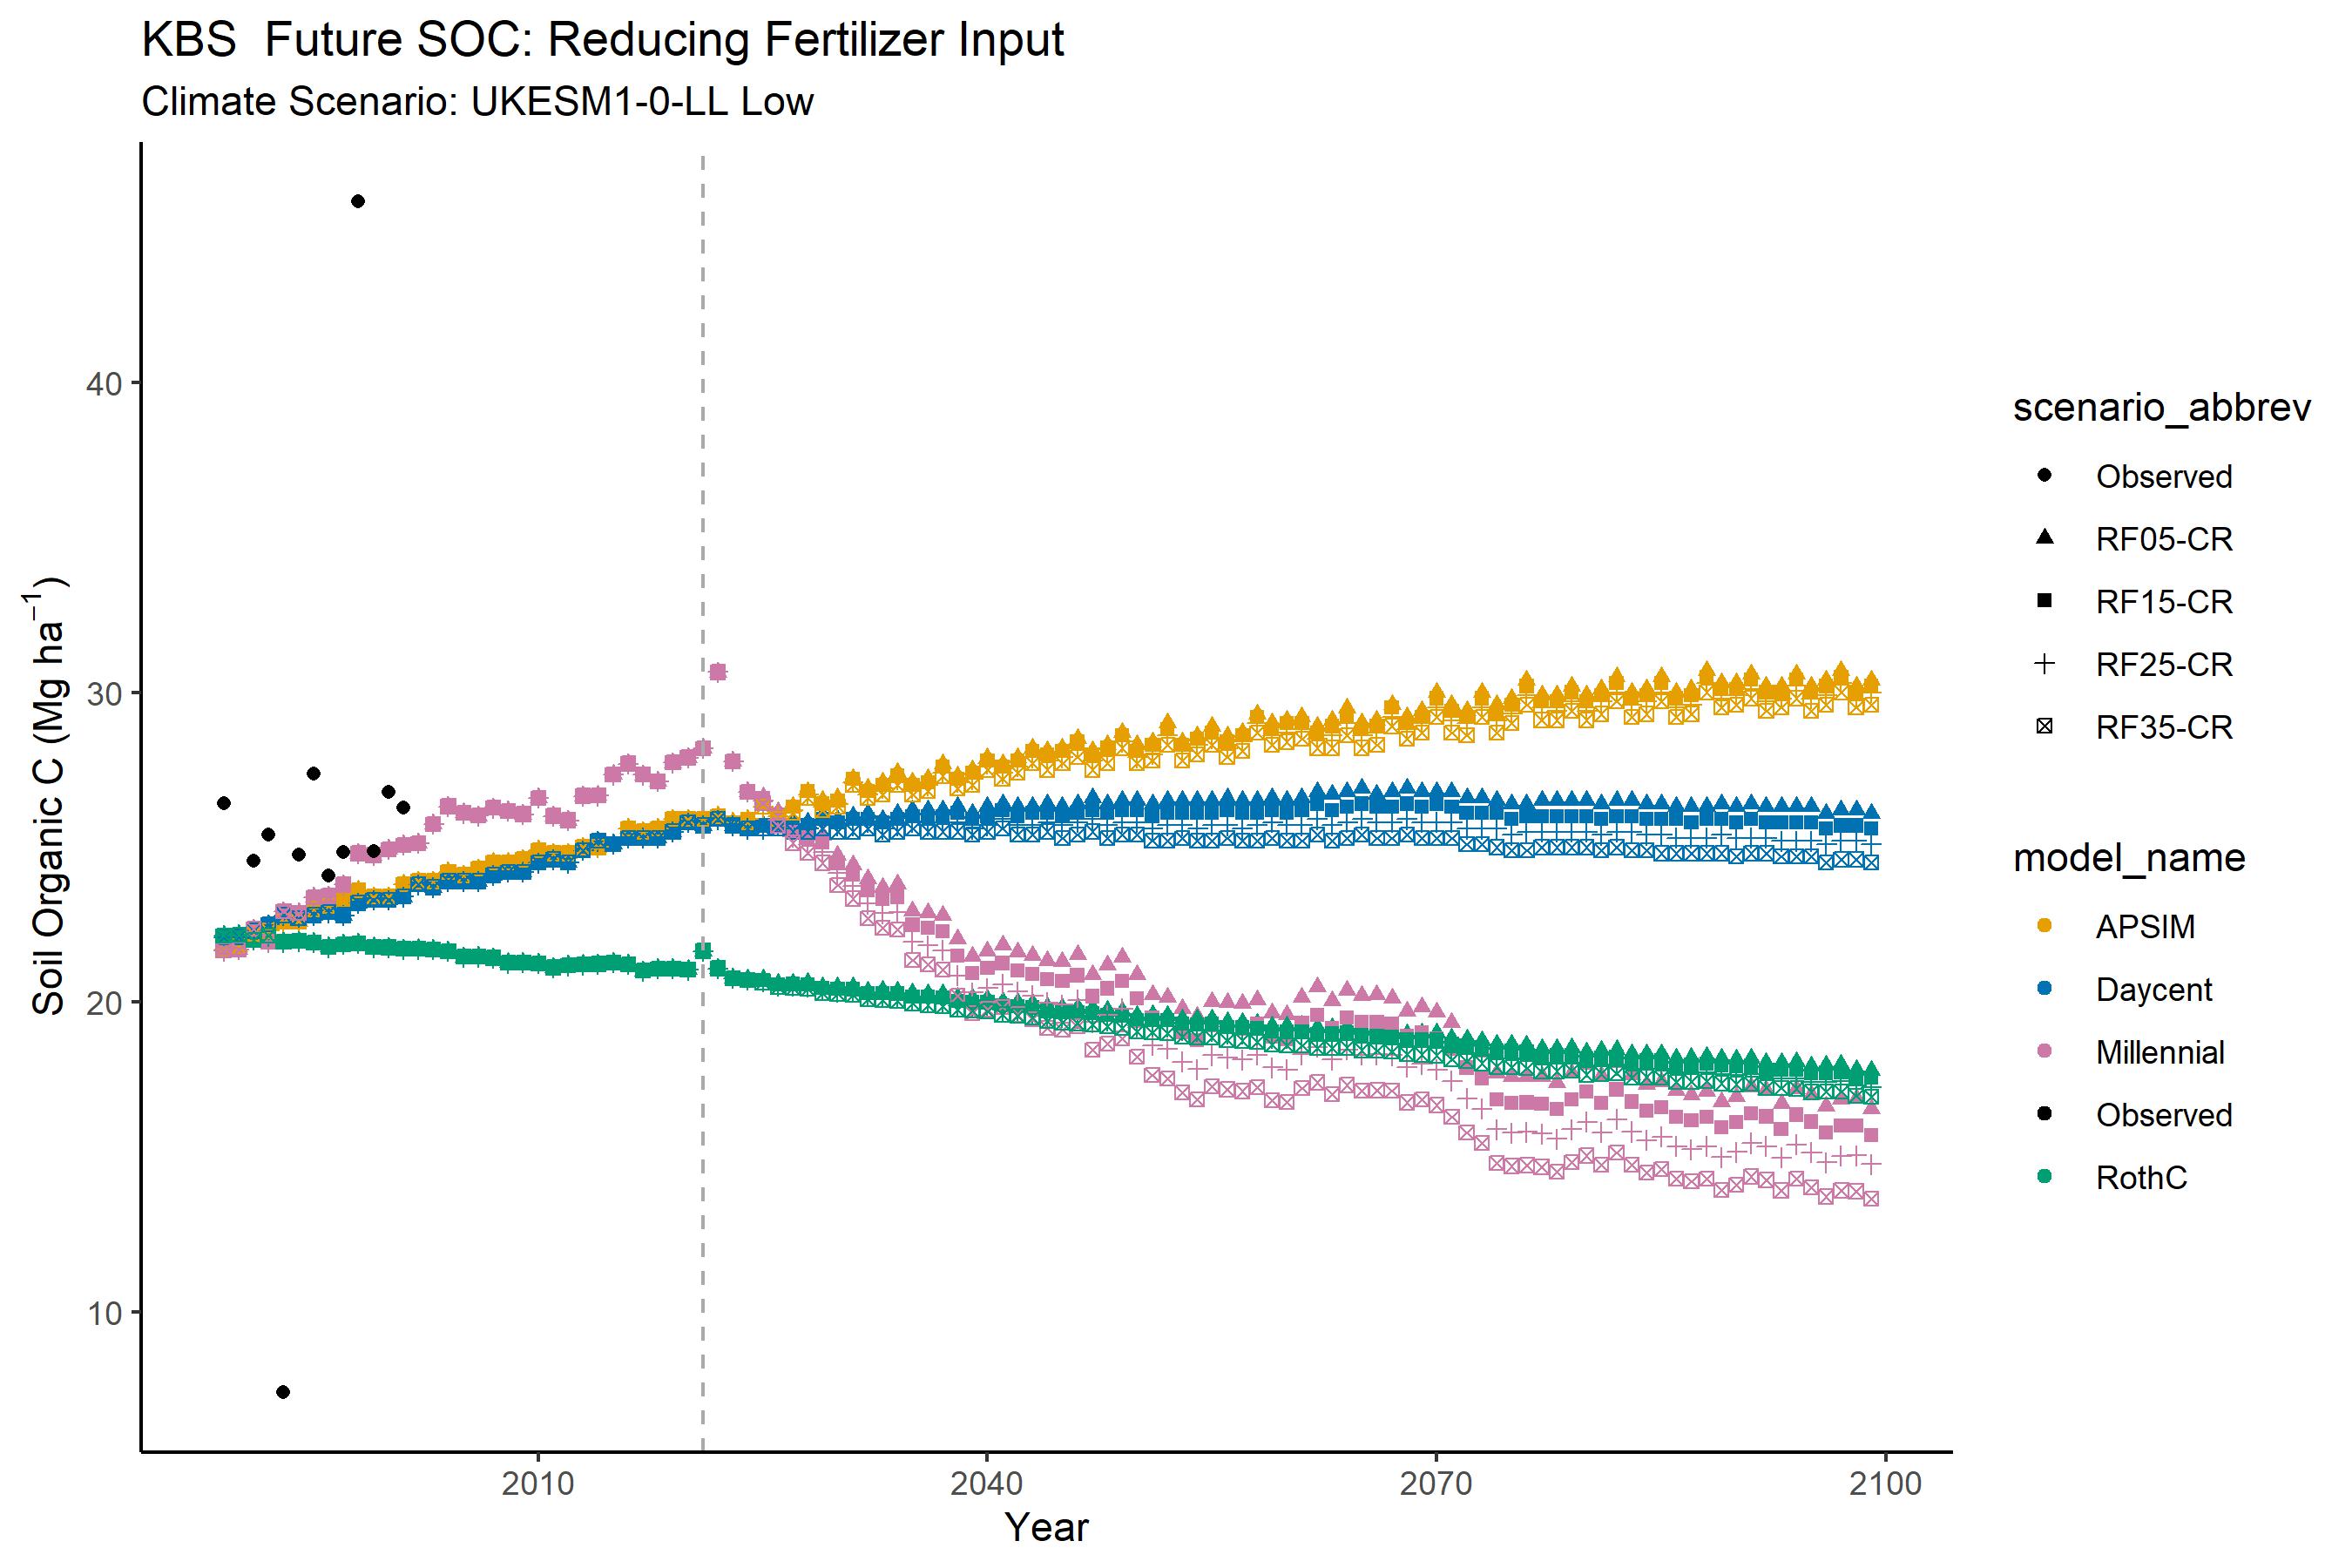 KBS  Future SOC: Reducing Fertilizer Input
Climate Scenario: UKESM1-0-LL Low
Soil Organic C (Mg ha⁻¹)
40
30
20
10
2010
2040
2070
2100
Year
scenario_abbrev
Observed
RF05-CR
RF15-CR
RF25-CR
RF35-CR
model_name
APSIM
Daycent
Millennial
Observed
RothC